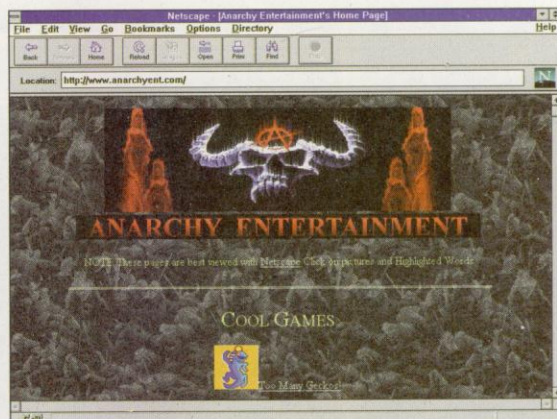 Netscape - [Anarchy Entertainment's Home Page]
File Edit View Go Bookmarks Options Directory Help
Back Home Reload Open Print Find
Location: http://www.anarchyent.com/
N
A
ANARCHY ENTERTAINMENT
NOTE: These pages are best viewed with Netscape Click on pictures and Highlighted Words
COOL GAMES
Too Many Geckos!